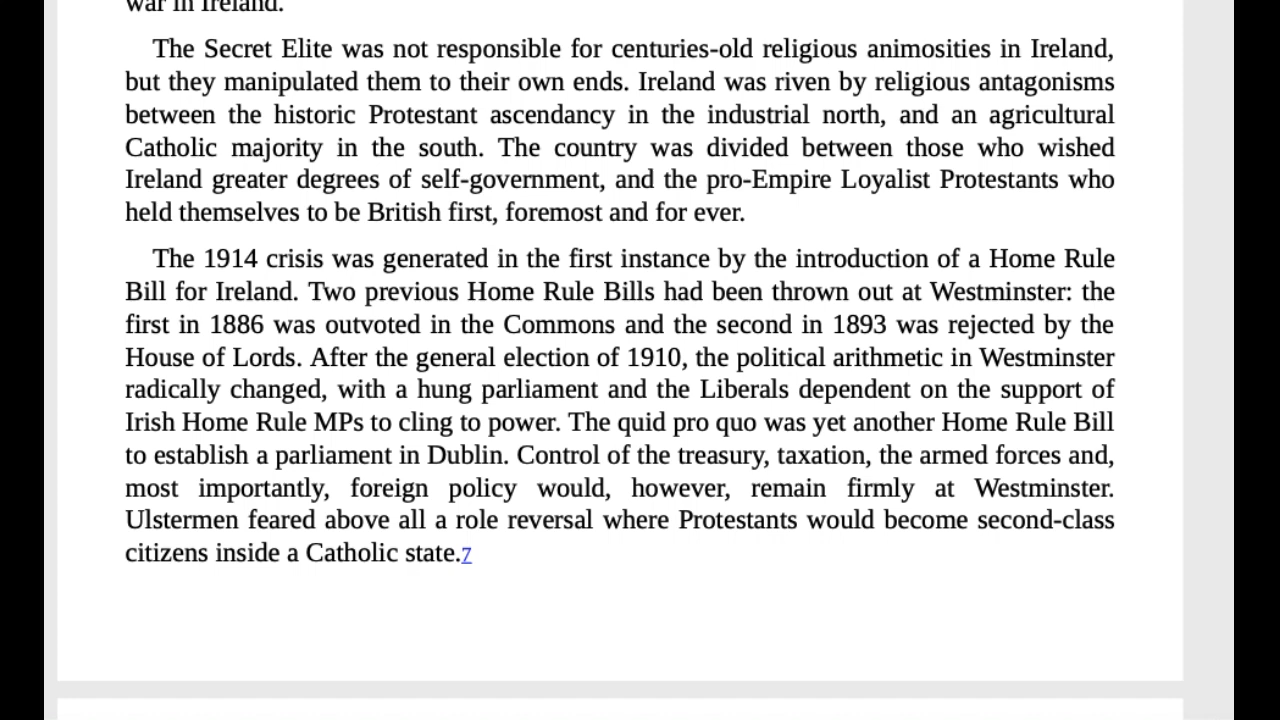 war in Ireland.
The Secret Elite was not responsible for centuries-old religious animosities in Ireland,
but they manipulated them to their own ends. Ireland was riven by religious antagonisms
between the historic Protestant ascendancy in the industrial north, and an agricultural
Catholic majority in the south. The country was divided between those who wished
Ireland greater degrees of self-government, and the pro-Empire Loyalist Protestants who
held themselves to be British first, foremost and for ever.
The 1914 crisis was generated in the first instance by the introduction of a Home Rule
Bill for Ireland. Two previous Home Rule Bills had been thrown out at Westminster: the
first in 1886 was outvoted in the Commons and the second in 1893 was rejected by the
House of Lords. After the general election of 1910, the political arithmetic in Westminster
radically changed, with a hung parliament and the Liberals dependent on the support of
Irish Home Rule MPs to cling to power. The quid pro quo was yet another Home Rule Bill
to establish a parliament in Dublin. Control of the treasury, taxation, the armed forces and,
most importantly, foreign policy would, however, remain firmly at Westminster.
Ulstermen feared above all a role reversal where Protestants would become second-class
citizens inside a Catholic state.7